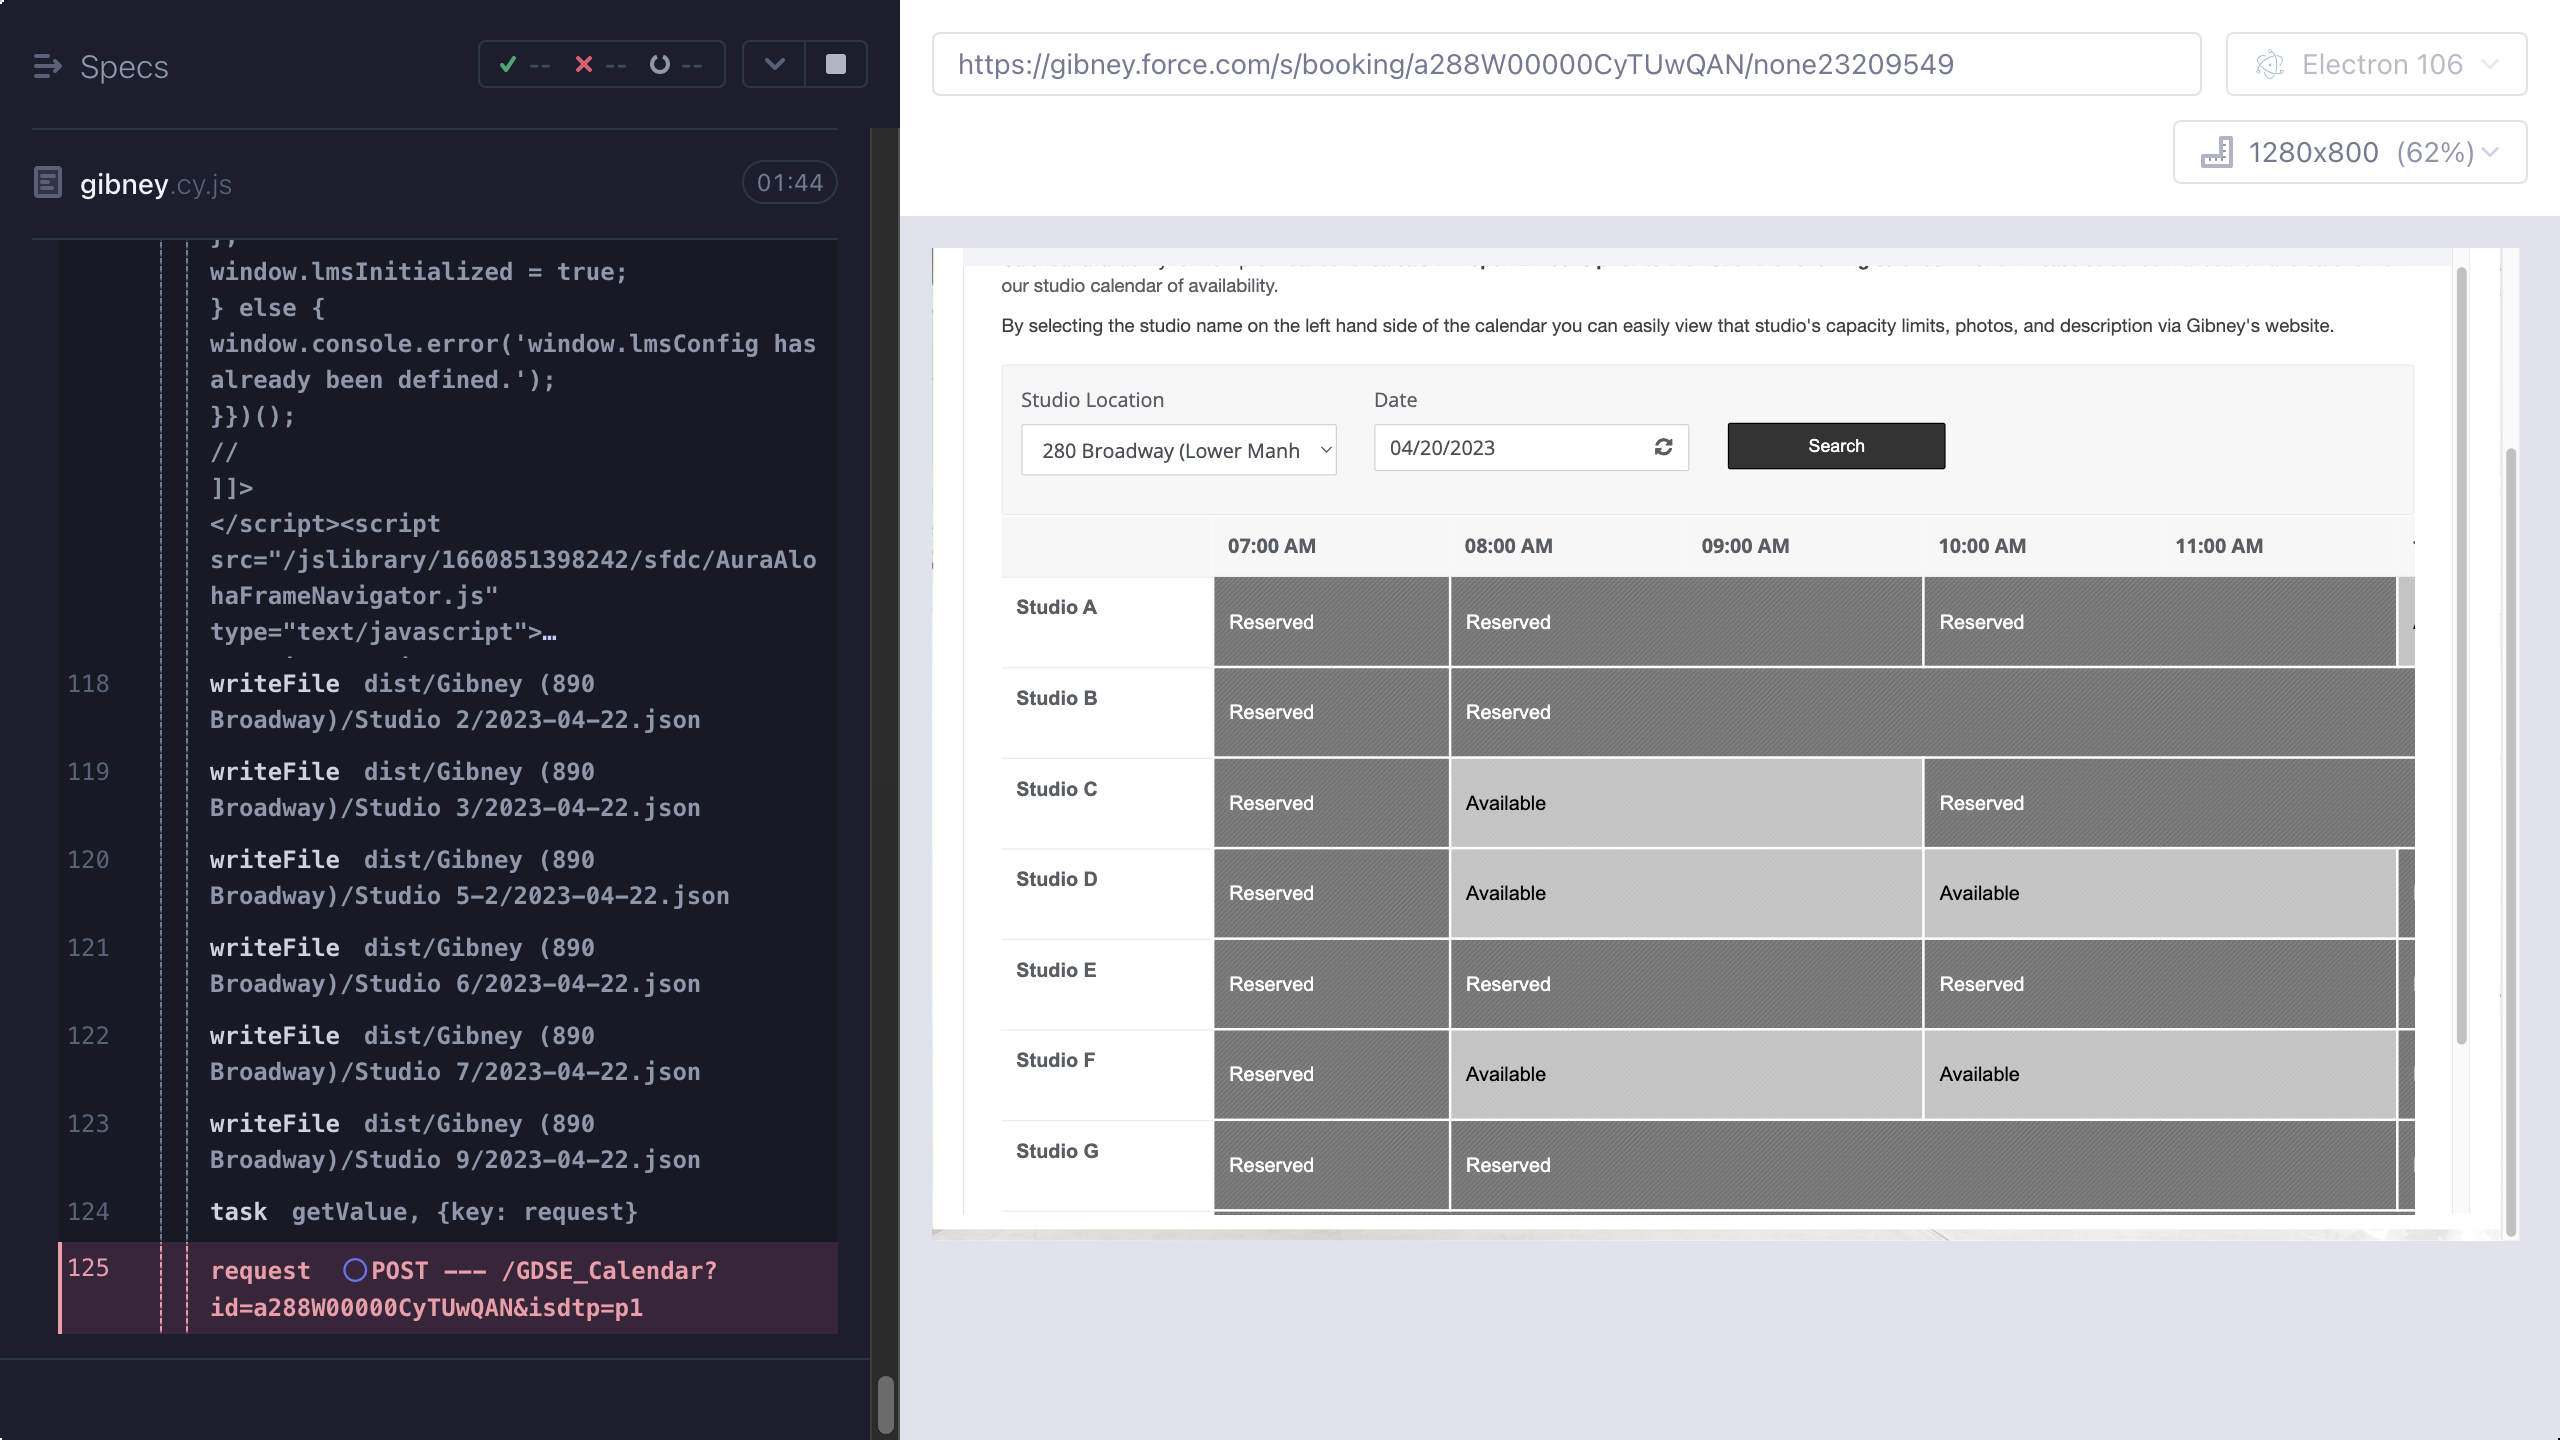 Specs
-- -- --
gibney.cy.js
01:44
window.lmsInitialized = true;
} else {
window.console.error('window.lmsConfig has
already been defined.');
}})();
//
]]>
</script><script
src="/jslibrary/1660851398242/sfdc/AuraAlo
haFrameNavigator.js"
type="text/javascript">…
118 writeFile dist/Gibney (890
Broadway)/Studio 2/2023-04-22.json
119 writeFile dist/Gibney (890
Broadway)/Studio 3/2023-04-22.json
120 writeFile dist/Gibney (890
Broadway)/Studio 5-2/2023-04-22.json
121 writeFile dist/Gibney (890
Broadway)/Studio 6/2023-04-22.json
122 writeFile dist/Gibney (890
Broadway)/Studio 7/2023-04-22.json
123 writeFile dist/Gibney (890
Broadway)/Studio 9/2023-04-22.json
124 task getValue, {key: request}
125 request POST --- /GDSE_Calendar?
id=a288W00000CyTUwQAN&isdtp=p1
https://gibney.force.com/s/booking/a288W00000CyTUwQAN/none23209549
Electron 106
1280x800 (62%)
our studio calendar of availability.
By selecting the studio name on the left hand side of the calendar you can easily view that studio's capacity limits, photos, and description via Gibney's website.
Studio Location
Date
280 Broadway (Lower Manh
04/20/2023
Search
07:00 AM 08:00 AM 09:00 AM 10:00 AM 11:00 AM
Studio A Reserved Reserved Reserved
Studio B Reserved Reserved
Studio C Reserved Available Reserved
Studio D Reserved Available Available
Studio E Reserved Reserved Reserved
Studio F Reserved Available Available
Studio G Reserved Reserved